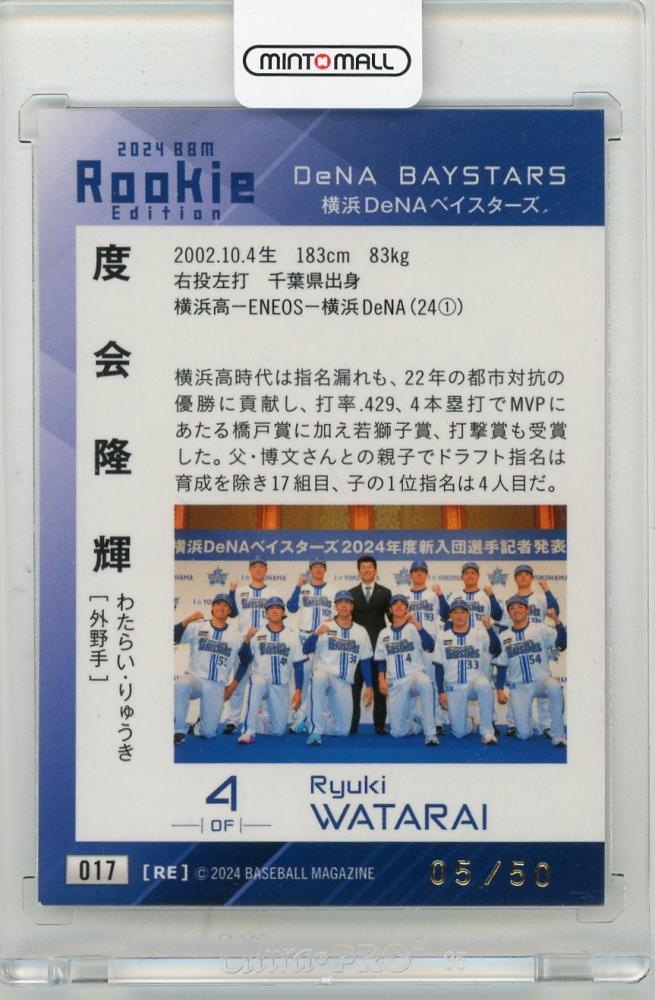 MINTOMALL
2024 BBM
Rookie
Edition
DeNA BAYSTARS
横浜DeNAベイスターズ
度会隆輝
わたらい・りゅうき
[外野手]
2002.10.4生 183cm 83kg
右投左打 千葉県出身
横浜高ーENEOSー横浜DeNA(24①)
横浜高時代は指名漏れも、22年の都市対抗の
優勝に貢献し、打率.429、4本塁打でMVPに
あたる橋戸賞に加え若獅子賞、打撃賞も受賞
した。父・博文さんとの親子でドラフト指名は
育成を除き17組目、子の1位指名は4人目だ。
横浜DeNAベイスターズ2024年度新入団選手記者発表
4
OF
Ryuki
WATARAI
017
[RE] © 2024 BASEBALL MAGAZINE
05/50